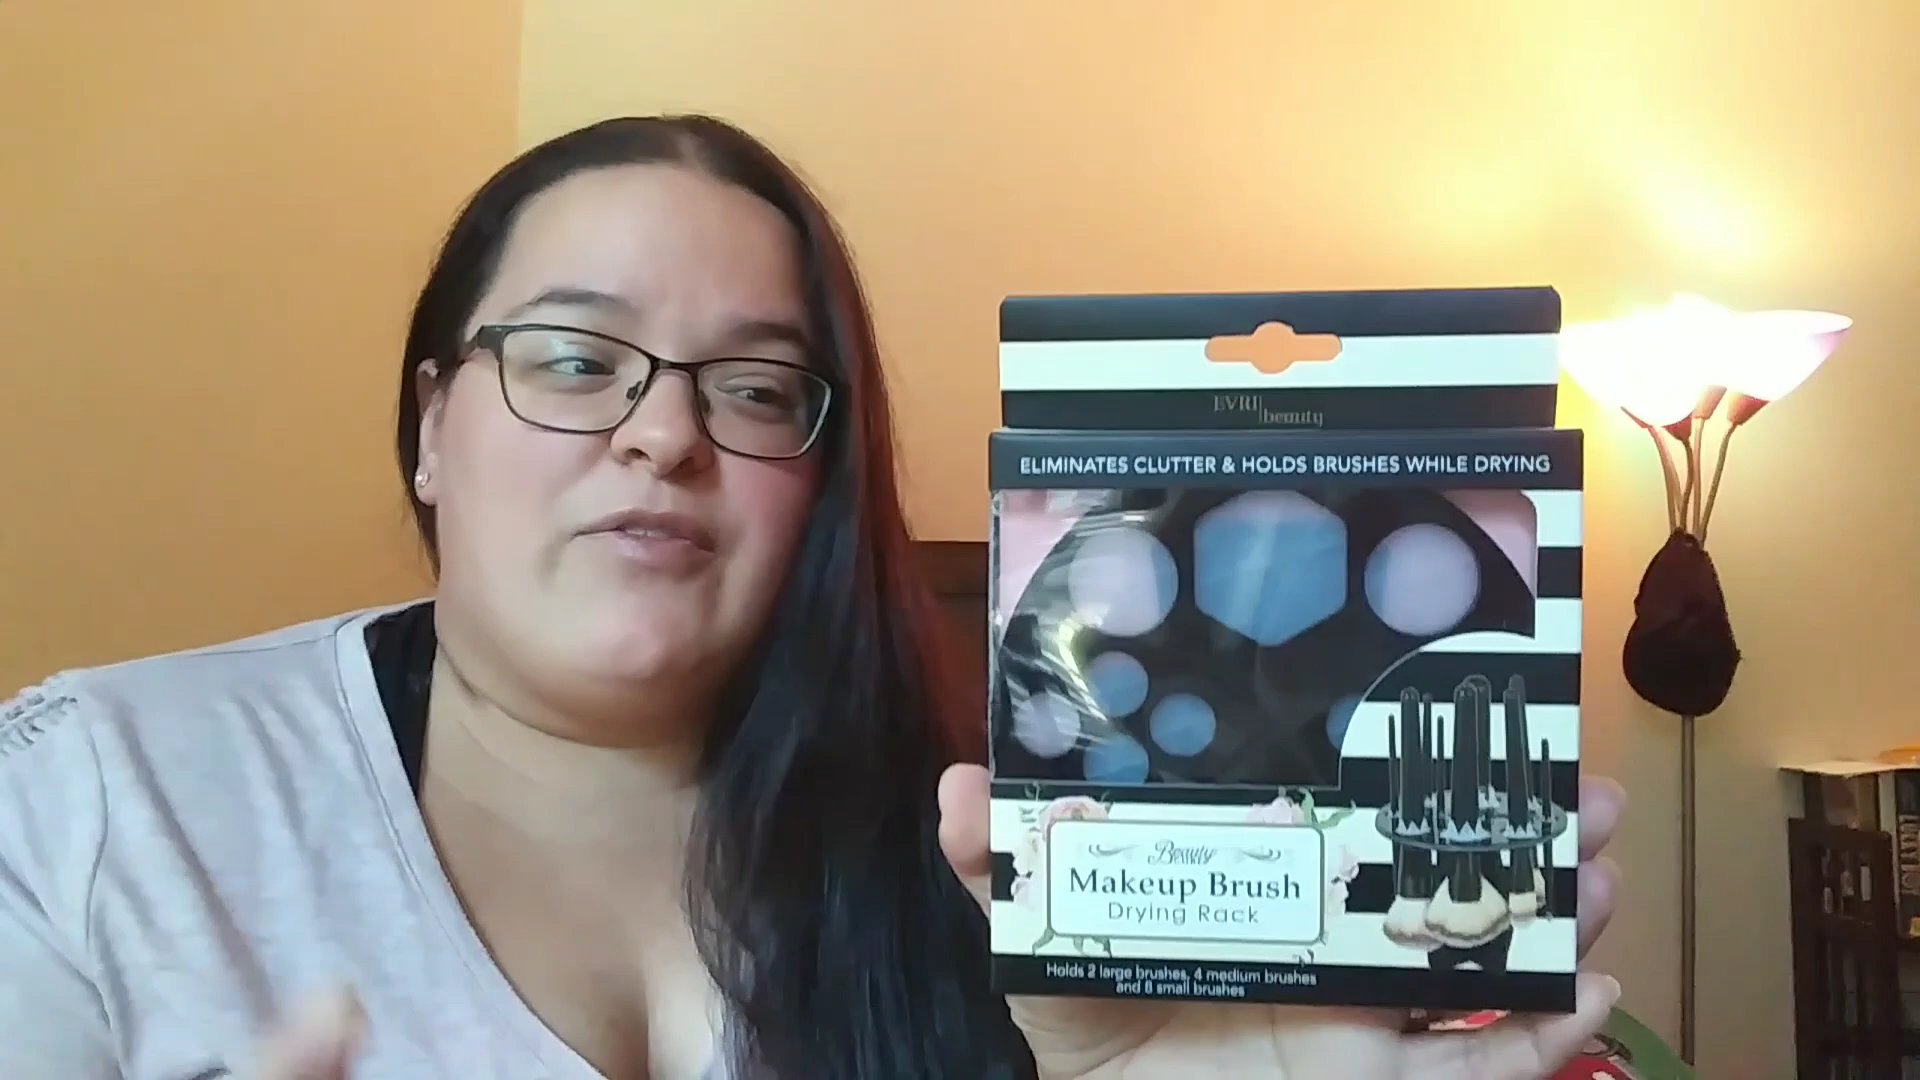 EVRI beauty
ELIMINATES CLUTTER & HOLDS BRUSHES WHILE DRYING
Beauty
Makeup Brush
Drying Rack
Holds 2 large brushes, 4 medium brushes
and 8 small brushes